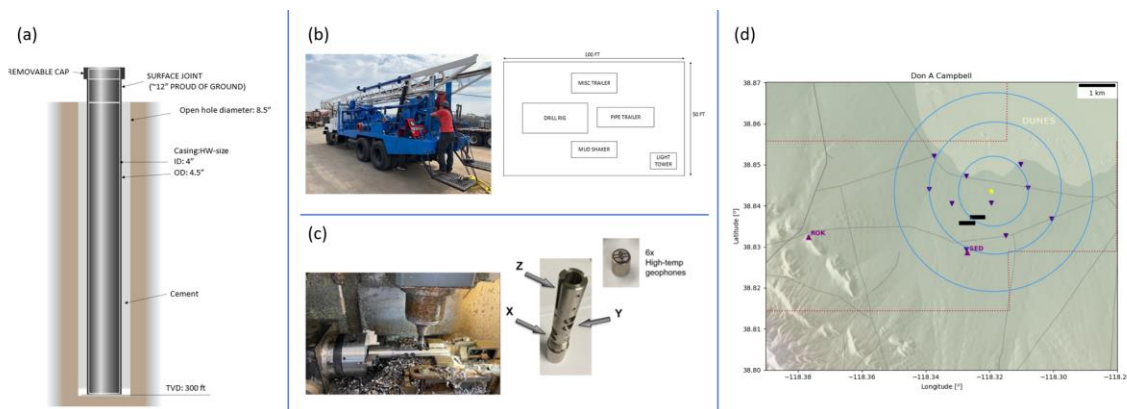 (a)
REMOVABLE CAP
SURFACE JOINT
(~12” PROUD OF GROUND)
Open hole diameter: 8.5”
Casing:HW-size
ID: 4”
OD: 4.5”
Cement
TVD: 300 ft
(b)
100 FT
MISC TRAILER
DRILL RIG
PIPE TRAILER
50 FT
MUD SHAKER
LIGHT
TOWER
(c)
6x
High-temp
geophones
Z
X
Y
(d)
Don A Campbell
1 km
DUNES
ROK
SED
38.87
38.86
38.85
38.84
38.83
38.82
38.81
38.80
Latitude [°]
−118.38
−118.36
−118.34
−118.32
−118.30
−118.28
Longitude [°]